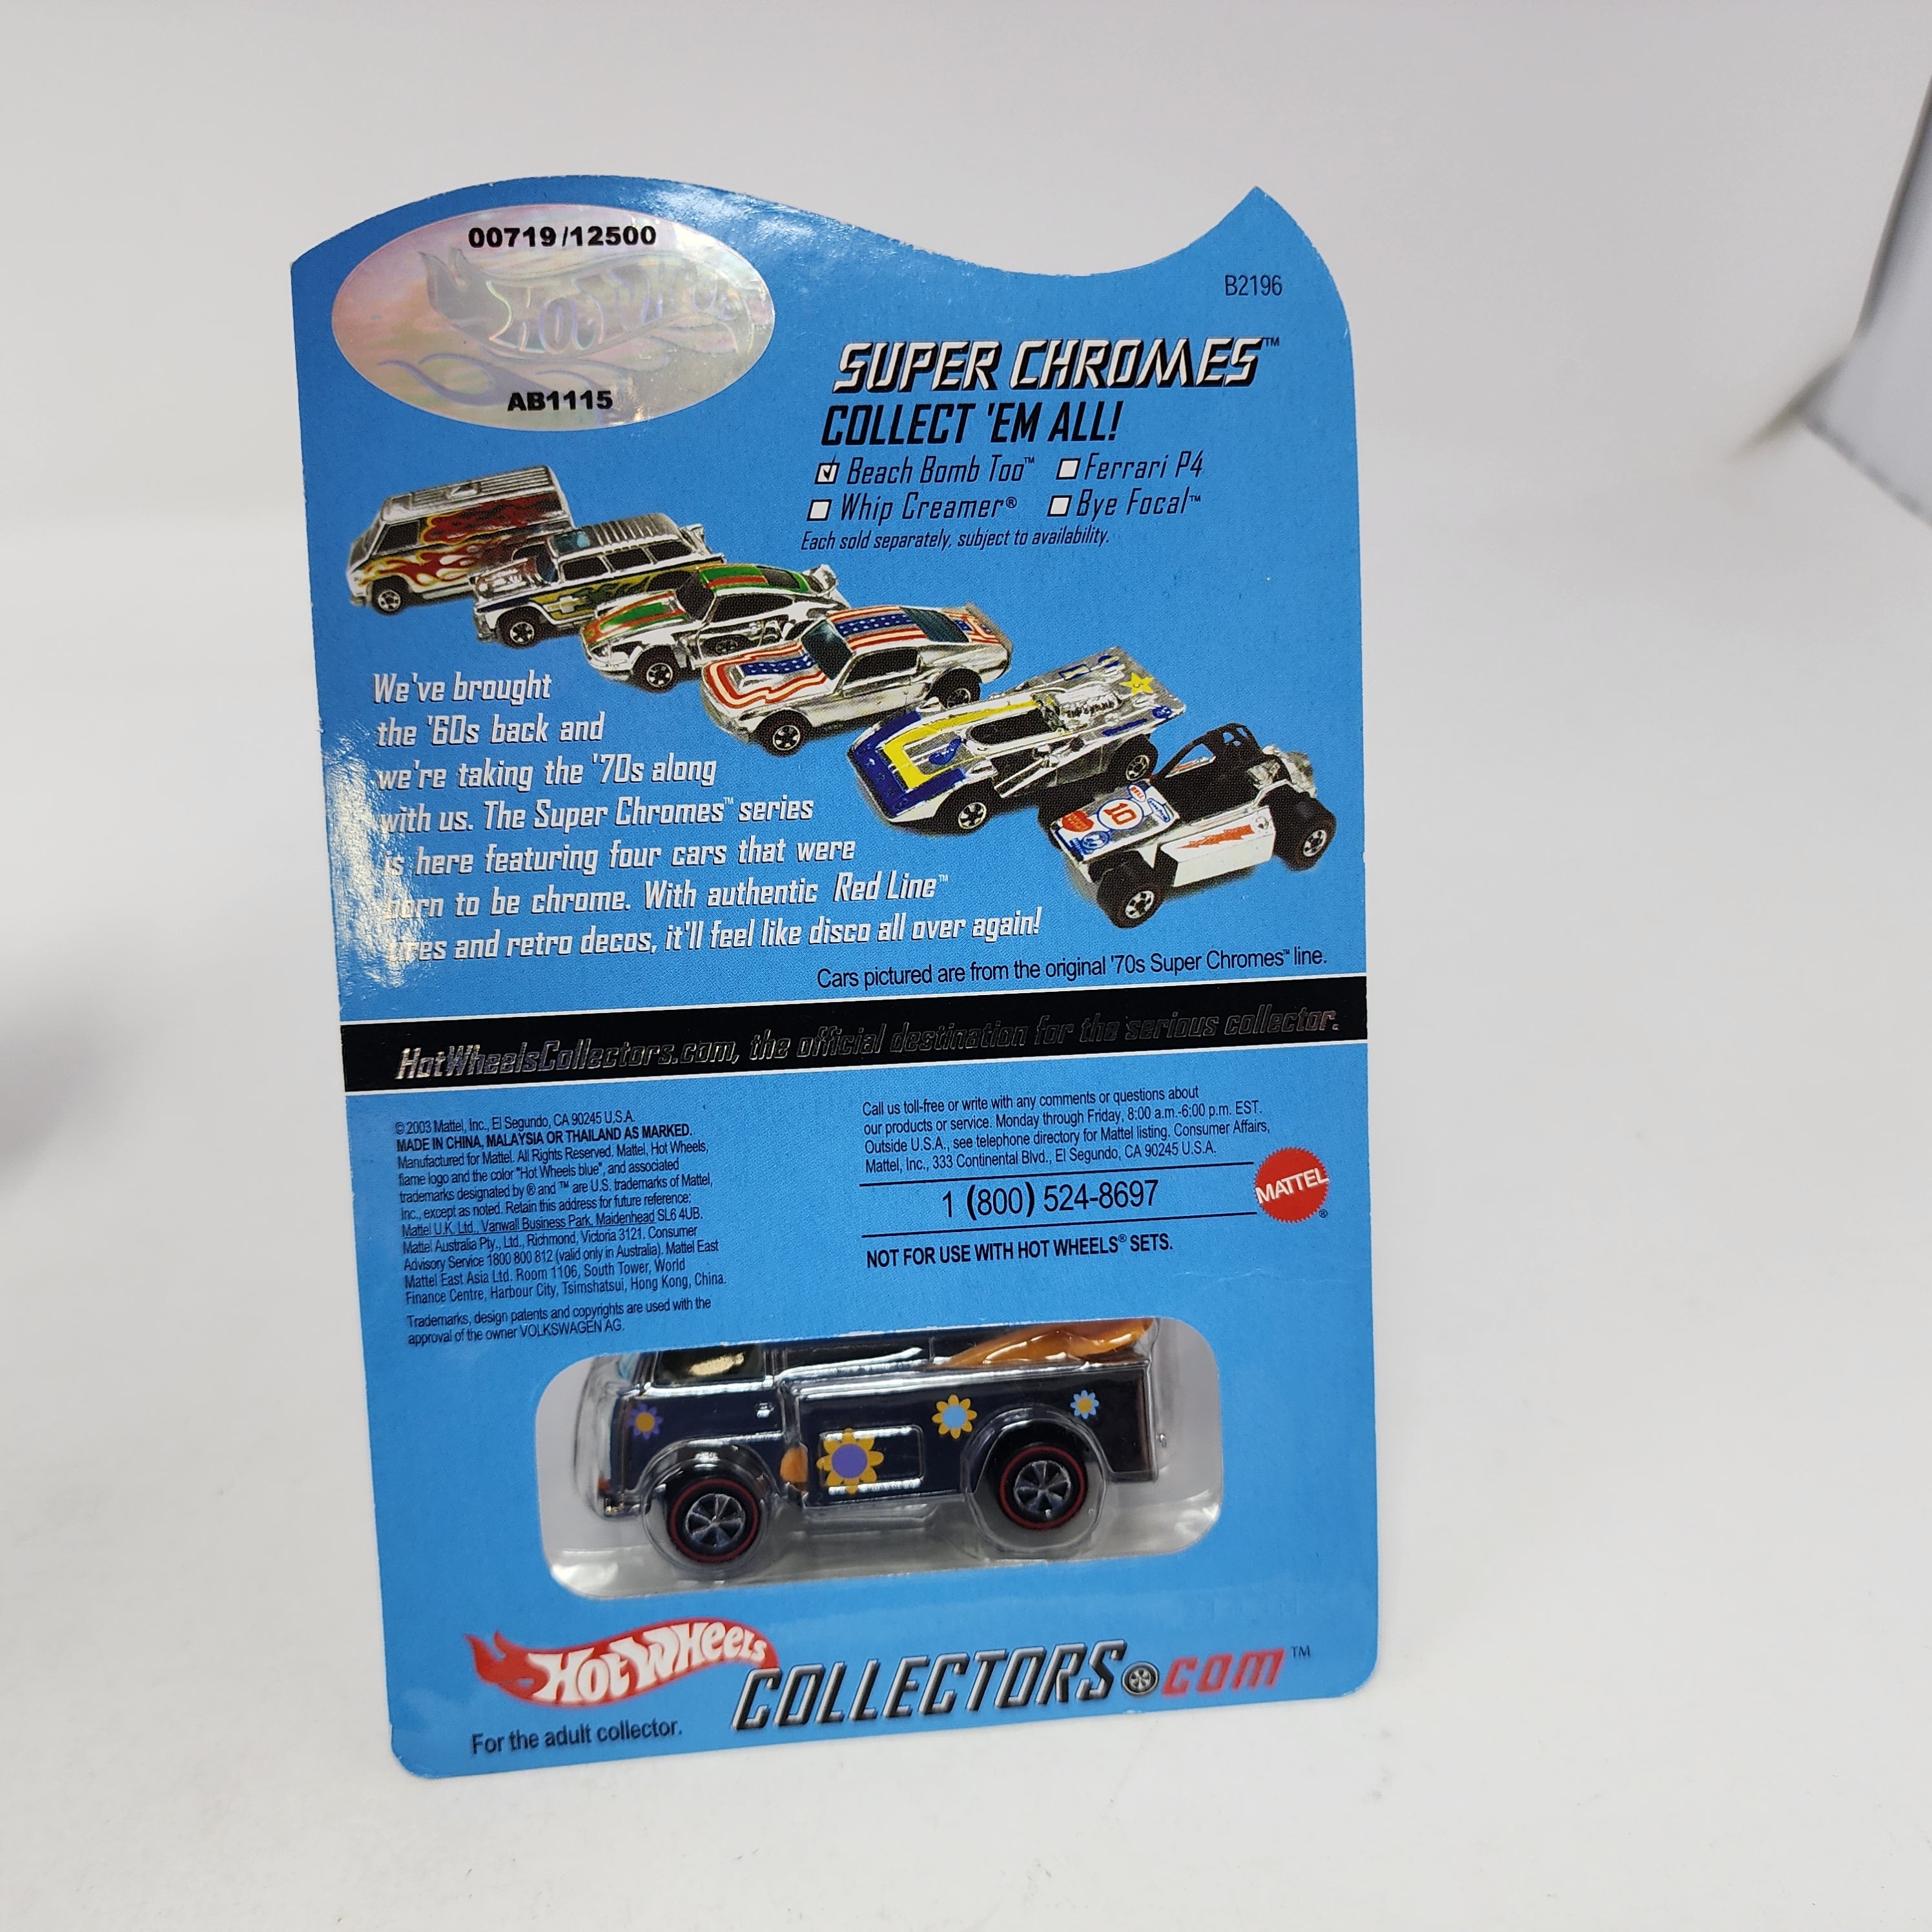 00719/12500
Hot Wheels
AB1115
B2196
SUPER CHROMES™
COLLECT 'EM ALL!
Beach Bomb Too™ Ferrari P4
Whip Creamer® Bye Focal™
Each sold separately, subject to availability.
We've brought
the '60s back and
we're taking the '70s along
with us. The Super Chromes™ series
is here featuring four cars that were
born to be chrome. With authentic Red Line™
tires and retro decos, it'll feel like disco all over again!
10
Cars pictured are from the original '70s Super Chromes™ line.
HotWheelsCollectors.com, the official destination for the serious collector.
© 2003 Mattel, Inc., El Segundo, CA 90245 U.S.A.
MADE IN CHINA, MALAYSIA OR THAILAND AS MARKED.
Manufactured for Mattel. All Rights Reserved. Mattel, Hot Wheels,
flame logo and the color "Hot Wheels blue", and associated
trademarks designated by ® and ™ are U.S. trademarks of Mattel,
Inc., except as noted. Retain this address for future reference:
Mattel U.K. Ltd., Vanwall Business Park, Maidenhead SL6 4UB.
Mattel Australia Pty., Ltd., Richmond, Victoria 3121. Consumer
Advisory Service 1800 800 812 (valid only in Australia). Mattel East
Mattel East Asia Ltd. Room 1106, South Tower, World
Finance Centre, Harbour City, Tsimshatsui, Hong Kong, China.
Trademarks, design patents and copyrights are used with the
approval of the owner VOLKSWAGEN AG.
Call us toll-free or write with any comments or questions about
our products or service. Monday through Friday, 8:00 a.m.-6:00 p.m. EST.
Outside U.S.A., see telephone directory for Mattel listing. Consumer Affairs,
Mattel, Inc., 333 Continental Blvd., El Segundo, CA 90245 U.S.A.
1 (800) 524-8697
MATTEL®
NOT FOR USE WITH HOT WHEELS® SETS.
Hot Wheels
COLLECTORS.com™
For the adult collector.